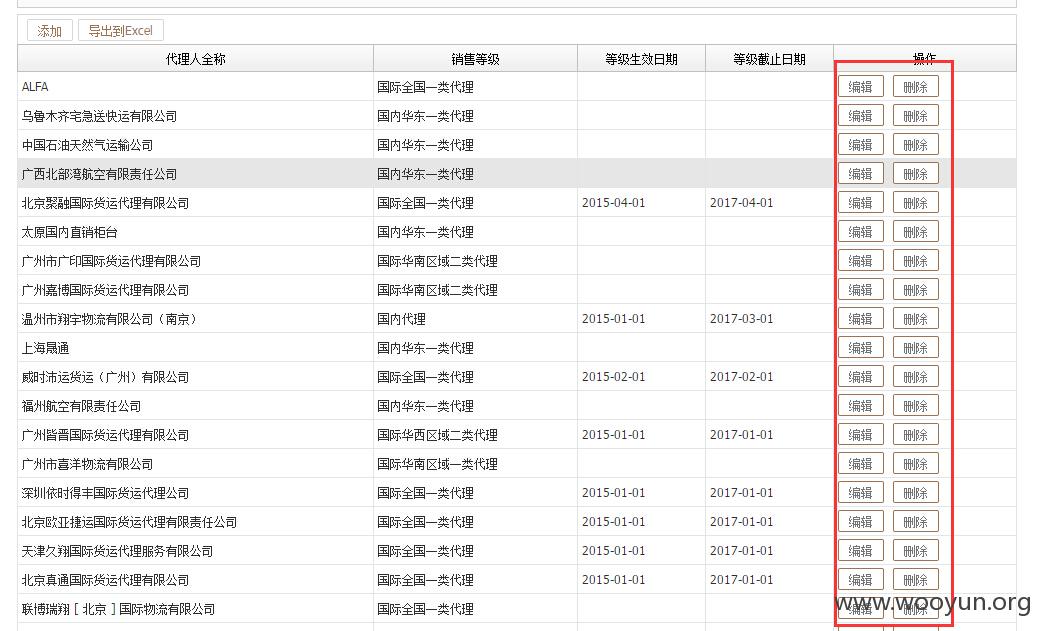 添加 导出到Excel
代理人全称 销售等级 等级生效日期 等级截止日期 操作
ALFA 国际全国一类代理 编辑 删除
乌鲁木齐宅急送快运有限公司 国内华东一类代理 编辑 删除
中国石油天然气运输公司 国内华东一类代理 编辑 删除
广西北部湾航空有限责任公司 国内华东一类代理 编辑 删除
北京聚融国际货运代理有限公司 国际全国一类代理 2015-04-01 2017-04-01 编辑 删除
太原国内直销柜台 国内华东一类代理 编辑 删除
广州市广印国际货运代理有限公司 国际华南区域二类代理 编辑 删除
广州嘉博国际货运代理有限公司 国际华南区域二类代理 编辑 删除
温州市翔宇物流有限公司（南京） 国内代理 2015-01-01 2017-03-01 编辑 删除
上海晟通 国内华东一类代理 编辑 删除
威时沛运货运（广州）有限公司 国际全国一类代理 2015-02-01 2017-02-01 编辑 删除
福州航空有限责任公司 国内华东一类代理 编辑 删除
广州皆晋国际货运代理有限公司 国际华西区域二类代理 2015-01-01 2017-01-01 编辑 删除
广州市喜洋物流有限公司 国际华南区域一类代理 编辑 删除
深圳依时得丰国际货运代理公司 国际全国一类代理 2015-01-01 2017-01-01 编辑 删除
北京欧亚捷运国际货运代理有限责任公司 国际全国一类代理 2015-01-01 2017-01-01 编辑 删除
天津久翔国际货运代理服务有限公司 国际全国一类代理 2015-01-01 2017-01-01 编辑 删除
北京真通国际货运代理有限公司 国际全国一类代理 2015-01-01 2017-01-01 编辑 删除
联博瑞翔［北京］国际物流有限公司 国际全国一类代理 编辑 删除
www.wooyun.org